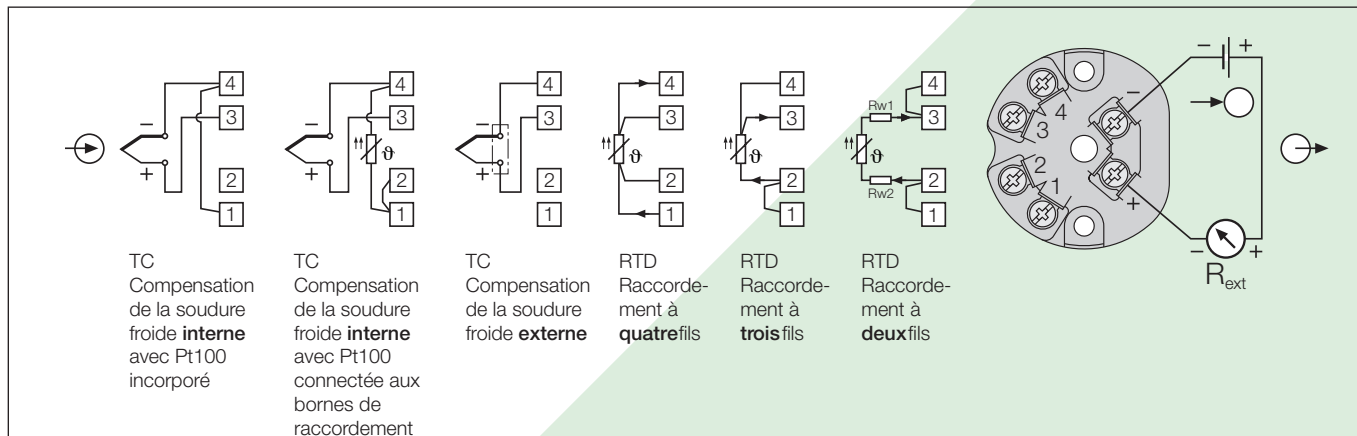 − + 4 3 2 1
− + 4 3 ϑ 2 1
− + 4 3 2 1
4 3 ϑ 2 1
4 3 ϑ 2 1
Rw1 4 3 ϑ 2 1 Rw2
4 3 2 1 − + − + − +
Rext
TC
Compensation
de la soudure
froide interne
avec Pt100
incorporé
TC
Compensation
de la soudure
froide interne
avec Pt100
connectée aux
bornes de
raccordement
TC
Compensation
de la soudure
froide externe
RTD
Raccorde-
ment à
quatrefils
RTD
Raccorde-
ment à
troisfils
RTD
Raccorde-
ment à
deuxfils